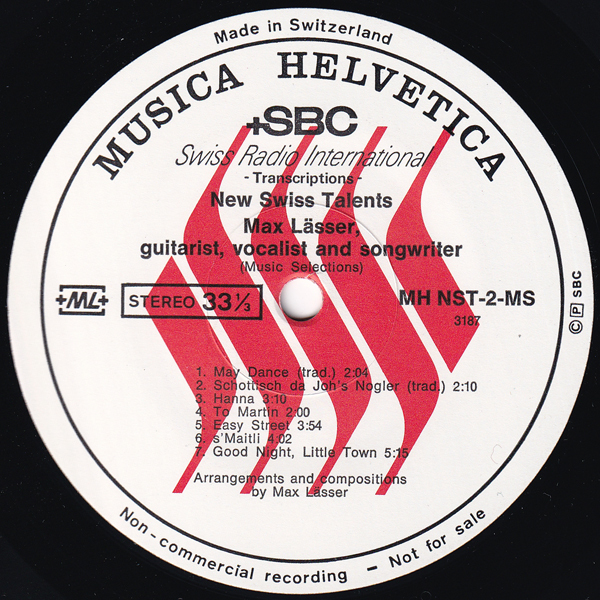 Made in Switzerland
MUSICA HELVETICA
+SBC
Swiss Radio International
- Transcriptions -
New Swiss Talents
Max Lässer,
guitarist, vocalist and songwriter
(Music Selections)
+ML+
STEREO 33 1/3
MH NST-2-MS
3187
© Ⓟ SBC
1. May Dance (trad.) 2:04
2. Schottisch da Joh's Nogler (trad.) 2:10
3. Hanna 3:10
4. To Martin 2:00
5. Easy Street 3:54
6. s'Maitli 4:02
7. Good Night, Little Town 5:15
Arrangements and compositions
by Max Lässer
Non-commercial recording - Not for sale